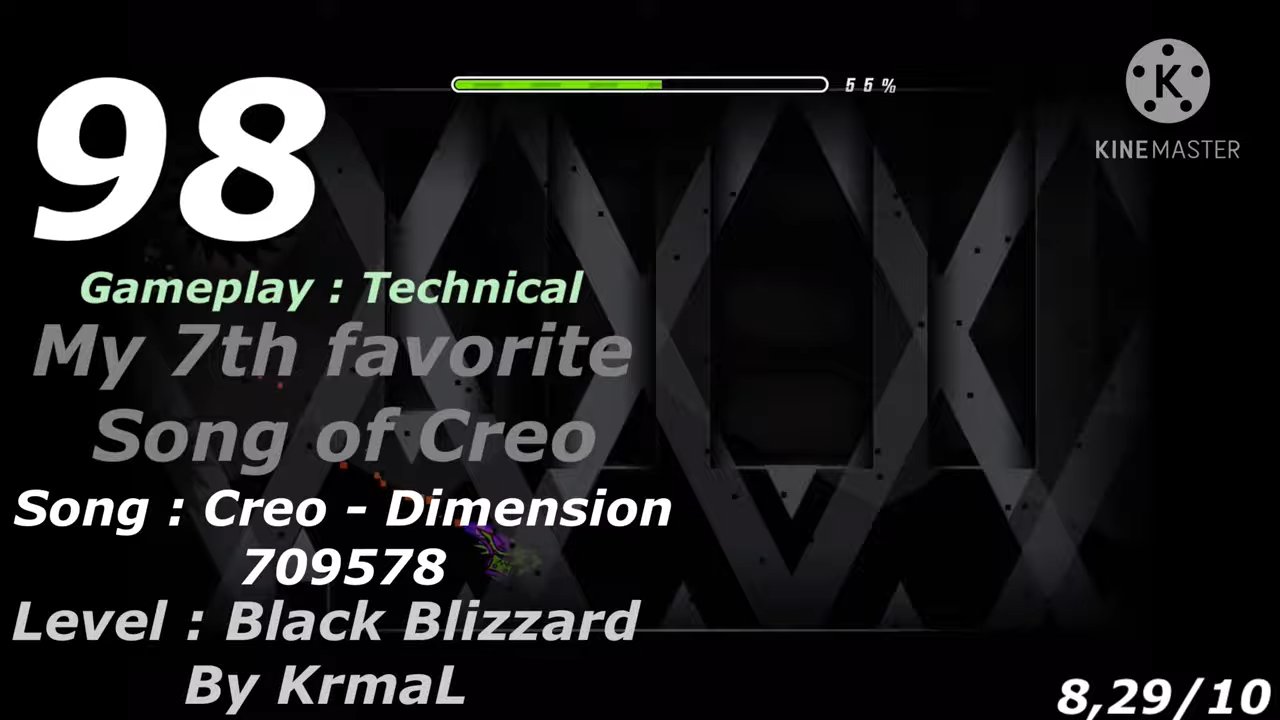 98
55%
KINEMASTER
Gameplay : Technical
My 7th favorite
Song of Creo
Song : Creo - Dimension
709578
Level : Black Blizzard
By KrmaL
8,29/10